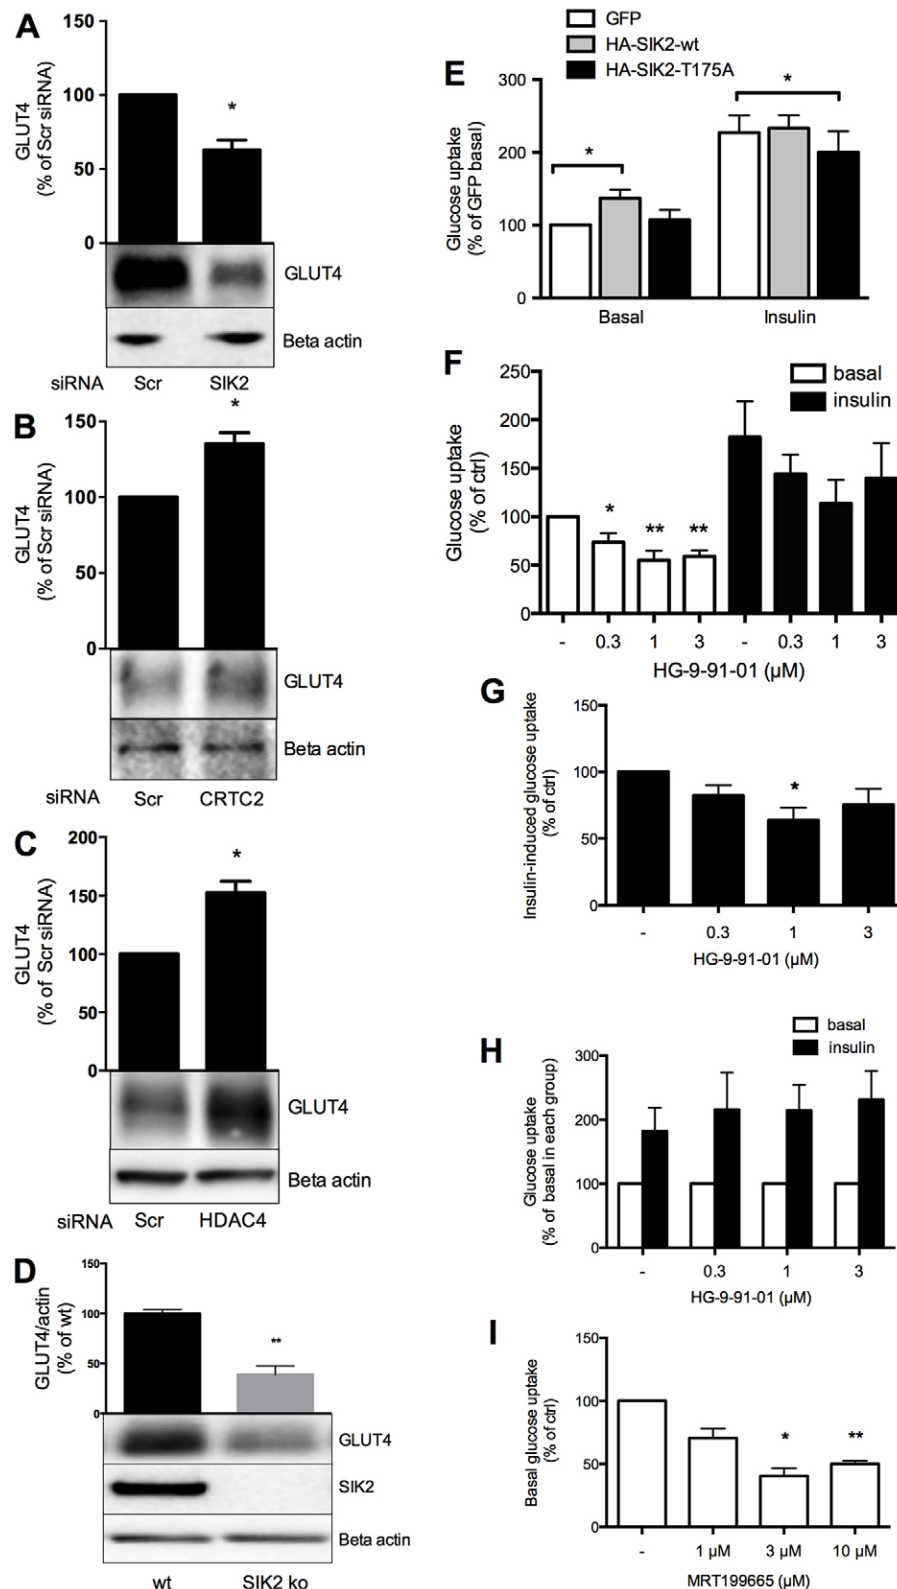 A
GLUT4
(% of Scr siRNA)
150
100
50
0
*
GLUT4
Beta actin
siRNA Scr SIK2
B
GLUT4
(% of Scr siRNA)
150
100
50
0
*
GLUT4
Beta actin
siRNA Scr CRTC2
C
GLUT4
(% of Scr siRNA)
200
150
100
50
0
*
GLUT4
Beta actin
siRNA Scr HDAC4
D
GLUT4/actin
(% of wt)
150
100
50
0
**
GLUT4
SIK2
Beta actin
wt SIK2 ko
GFP
HA-SIK2-wt
HA-SIK2-T175A
E
Glucose uptake
(% of GFP basal)
300
200
100
0
* *
Basal Insulin
F
basal
insulin
Glucose uptake
(% of ctrl)
250
200
150
100
50
0
* ** **
- 0.3 1 3 - 0.3 1 3
HG-9-91-01 (μM)
G
Insulin-induced glucose uptake
(% of ctrl)
150
100
50
0
*
- 0.3 1 3
HG-9-91-01 (μM)
H
basal
insulin
Glucose uptake
(% of basal in each group)
300
200
100
0
- 0.3 1 3
HG-9-91-01 (μM)
I
Basal glucose uptake
(% of ctrl)
150
100
50
0
* **
- 1 μM 3 μM 10 μM
MRT199665 (μM)